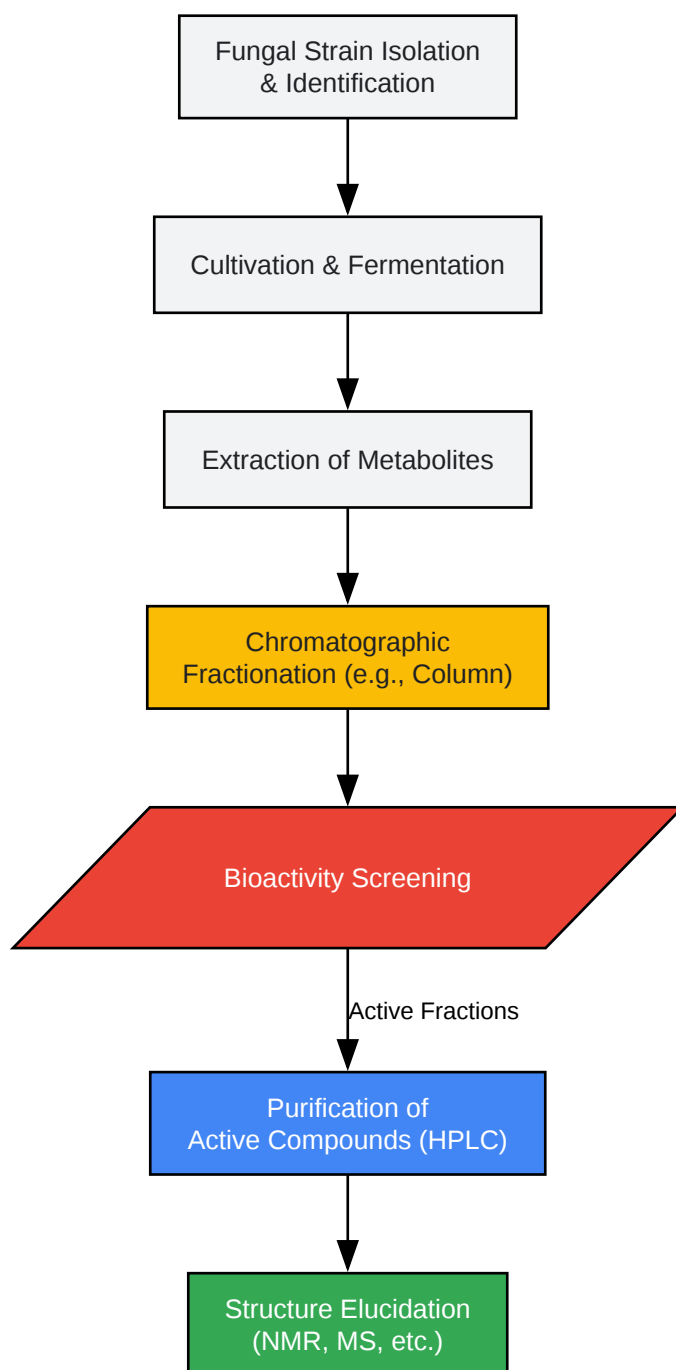 Fungal Strain Isolation
& Identification
Cultivation & Fermentation
Extraction of Metabolites
Chromatographic
Fractionation (e.g., Column)
Bioactivity Screening
Active Fractions
Purification of
Active Compounds (HPLC)
Structure Elucidation
(NMR, MS, etc.)